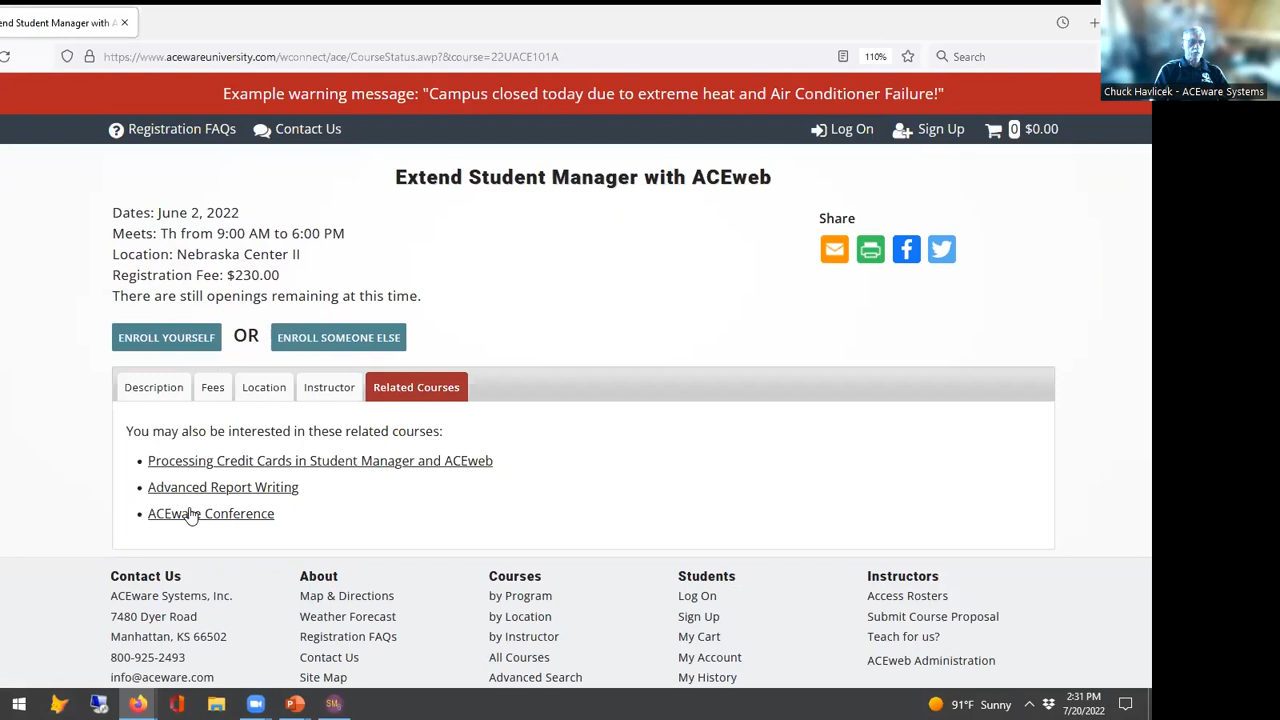 end Student Manager with A
https://www.acewareuniversity.com/wconnect/ace/CourseStatus.awp?&course=22UACE101A
110%
Search
Chuck Havlicek - ACEware Systems
Example warning message: "Campus closed today due to extreme heat and Air Conditioner Failure!"
Registration FAQs
Contact Us
Log On
Sign Up
0 $0.00
Extend Student Manager with ACEweb
Dates: June 2, 2022
Meets: Th from 9:00 AM to 6:00 PM
Location: Nebraska Center II
Registration Fee: $230.00
There are still openings remaining at this time.
Share
ENROLL YOURSELF OR ENROLL SOMEONE ELSE
Description Fees Location Instructor Related Courses
You may also be interested in these related courses:
• Processing Credit Cards in Student Manager and ACEweb
• Advanced Report Writing
• ACEware Conference
Contact Us
ACEware Systems, Inc.
7480 Dyer Road
Manhattan, KS 66502
800-925-2493
info@aceware.com
About
Map & Directions
Weather Forecast
Registration FAQs
Contact Us
Site Map
Courses
by Program
by Location
by Instructor
All Courses
Advanced Search
Students
Log On
Sign Up
My Cart
My Account
My History
Instructors
Access Rosters
Submit Course Proposal
Teach for us?
ACEweb Administration
91°F Sunny
2:31 PM
7/20/2022